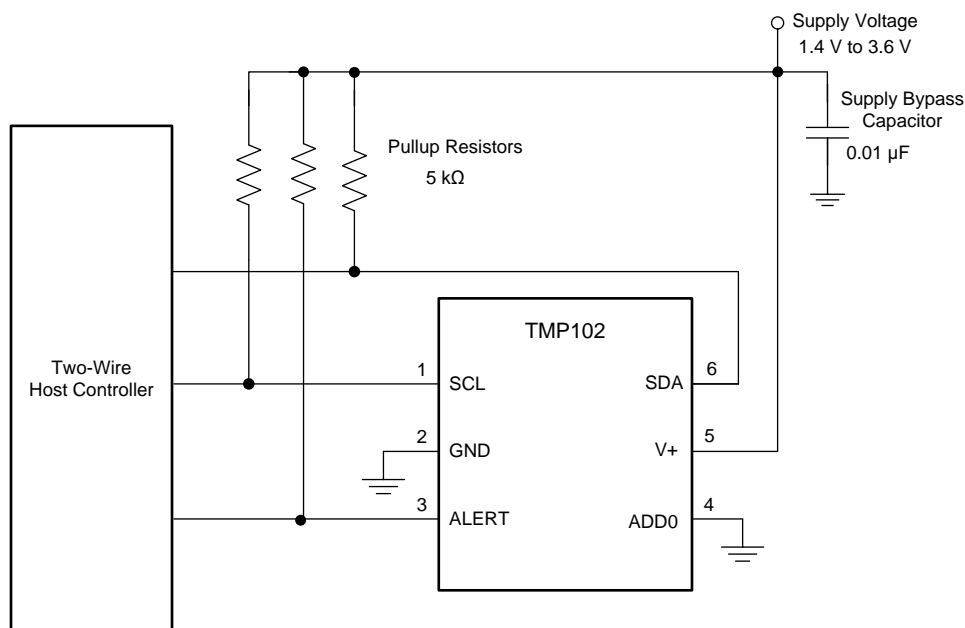 Supply Voltage
1.4 V to 3.6 V
Supply Bypass
Capacitor
0.01 µF
Pullup Resistors
5 kΩ
Two-Wire
Host Controller
TMP102
1
SCL
2
GND
3
ALERT
SDA
6
V+
5
ADD0
4